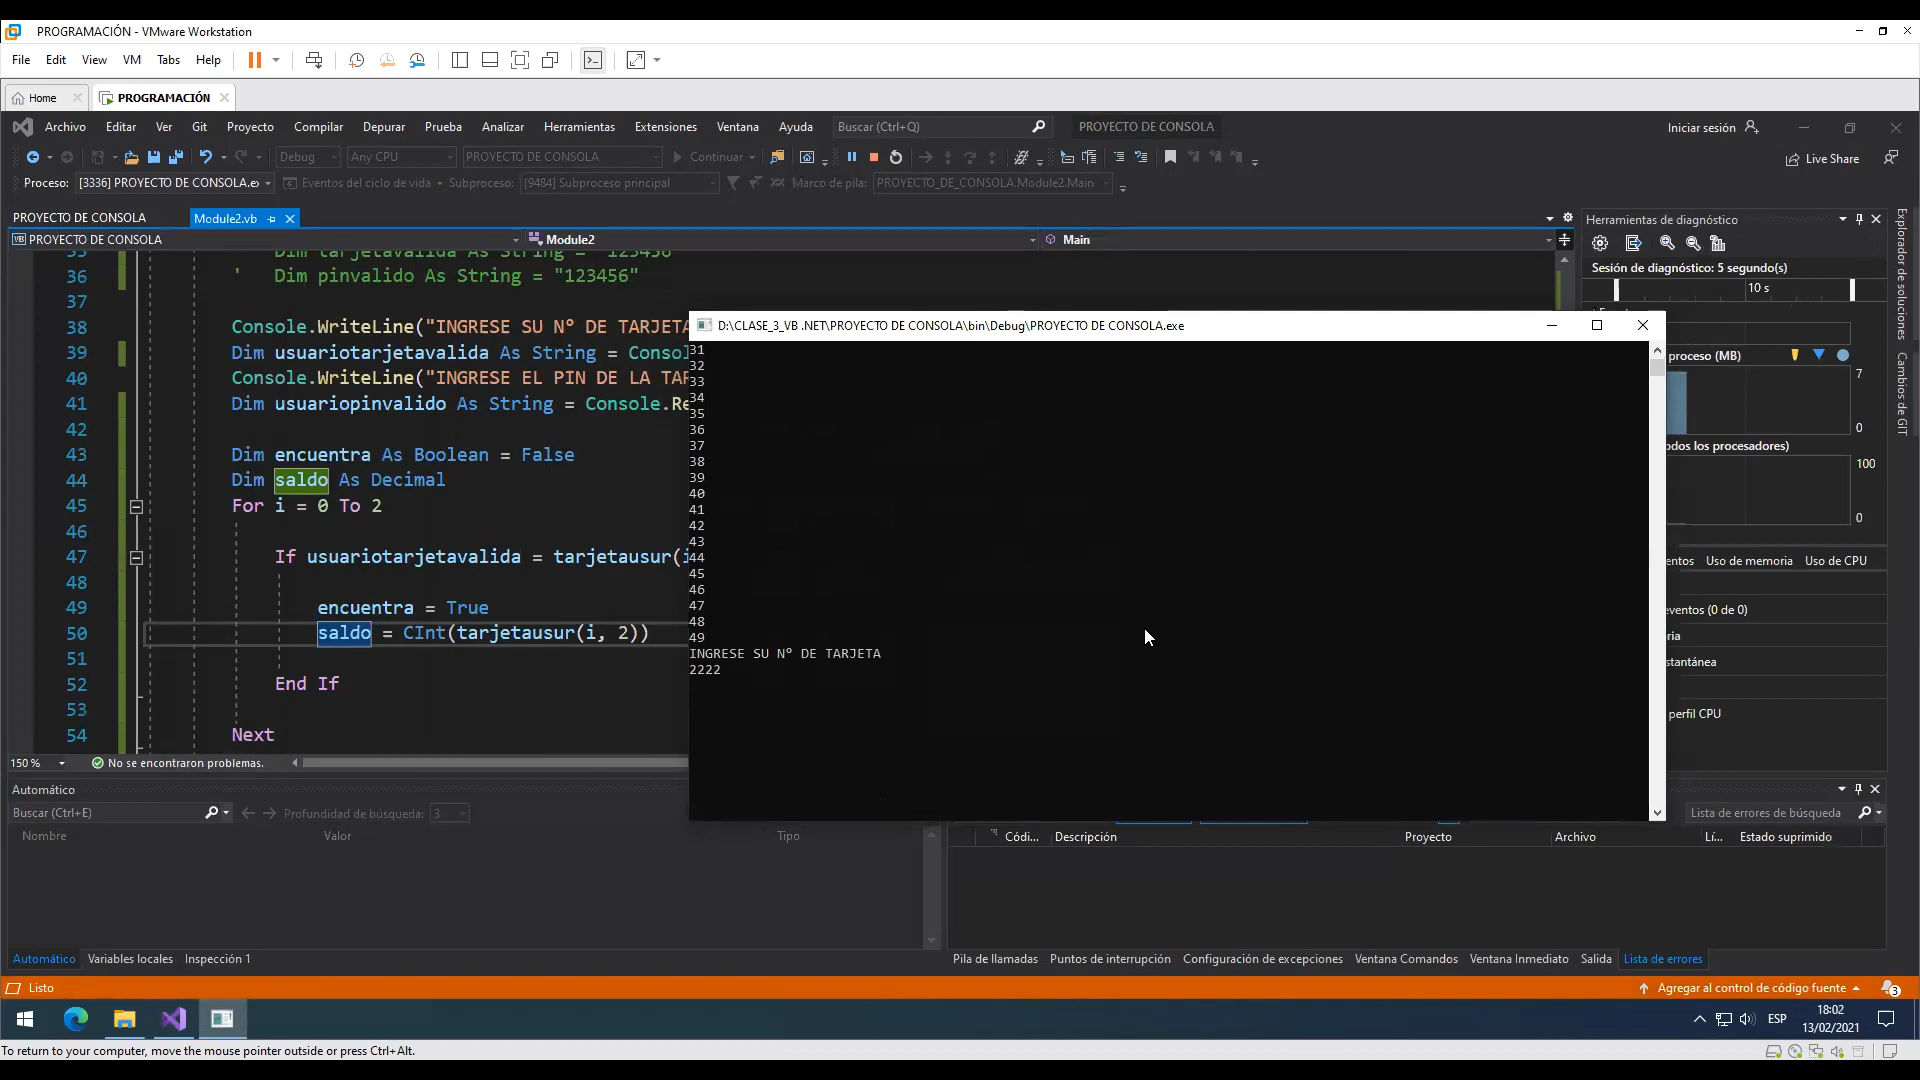 PROGRAMACIÓN - VMware Workstation
File Edit View VM Tabs Help
Home PROGRAMACIÓN
Archivo Editar Ver Git Proyecto Compilar Depurar Prueba Analizar Herramientas Extensiones Ventana Ayuda Buscar (Ctrl+Q) PROYECTO DE CONSOLA Iniciar sesión
Debug Any CPU PROYECTO DE CONSOLA Continuar Live Share
Proceso: [3336] PROYECTO DE CONSOLA.e Eventos del ciclo de vida Subproceso: [9484] Subproceso principal Marco de pila: PROYECTO_DE_CONSOLA.Module2.Main
PROYECTO DE CONSOLA Module2.vb
PROYECTO DE CONSOLA Module2 Main
35 Dim tarjetavalida As String = "123456"
36 ' Dim pinvalido As String = "123456"
37
38 Console.WriteLine("INGRESE SU N° DE TARJETA
39 Dim usuariotarjetavalida As String = Consol
40 Console.WriteLine("INGRESE EL PIN DE LA TAR
41 Dim usuariopinvalido As String = Console.Re
42
43 Dim encuentra As Boolean = False
44 Dim saldo As Decimal
45 For i = 0 To 2
46
47 If usuariotarjetavalida = tarjetausur(i
48
49 encuentra = True
50 saldo = CInt(tarjetausur(i, 2))
51
52 End If
53
54 Next
150 % No se encontraron problemas.
D:\CLASE_3_VB .NET\PROYECTO DE CONSOLA\bin\Debug\PROYECTO DE CONSOLA.exe
31
32
33
34
35
36
37
38
39
40
41
42
43
44
45
46
47
48
49
INGRESE SU N° DE TARJETA
2222
Herramientas de diagnóstico
Sesión de diagnóstico: 5 segundo(s)
10 s
proceso (MB)
7
0
odos los procesadores)
100
0
entos Uso de memoria Uso de CPU
eventos (0 de 0)
ria
stantánea
perfil CPU
Explorador de soluciones
Cambios de GIT
Automático
Buscar (Ctrl+E) Profundidad de búsqueda: 3
Nombre Valor Tipo
Lista de errores de búsqueda
Códi... Descripción Proyecto Archivo Lí... Estado suprimido
Automático Variables locales Inspección 1
Pila de llamadas Puntos de interrupción Configuración de excepciones Ventana Comandos Ventana Inmediato Salida Lista de errores
Listo Agregar al control de código fuente 3
ESP 18:02
13/02/2021
To return to your computer, move the mouse pointer outside or press Ctrl+Alt.